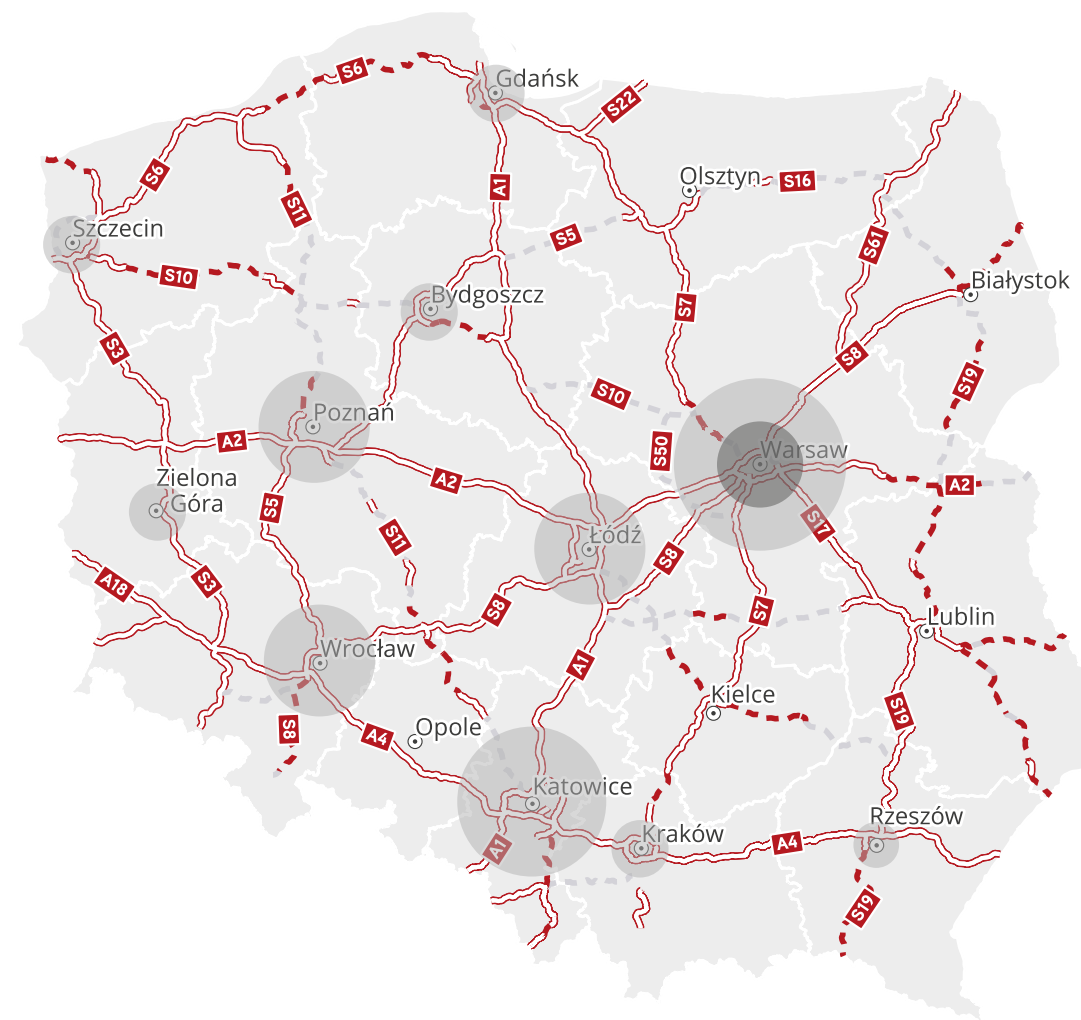 S6
Gdańsk
S22
S6
Olsztyn
S16
A1
S11
Szczecin
S5
S61
S10
Białystok
Bydgoszcz
S7
S3
S8
S19
S10
Poznań
A2
S50
Warsaw
Zielona
Góra
A2
A2
S5
S17
S11
Łódź
S8
A18
S3
S8
S7
Lublin
Wrocław
A1
Kielce
S19
S8
A4
Opole
Katowice
Rzeszów
Kraków
A4
A1
S19